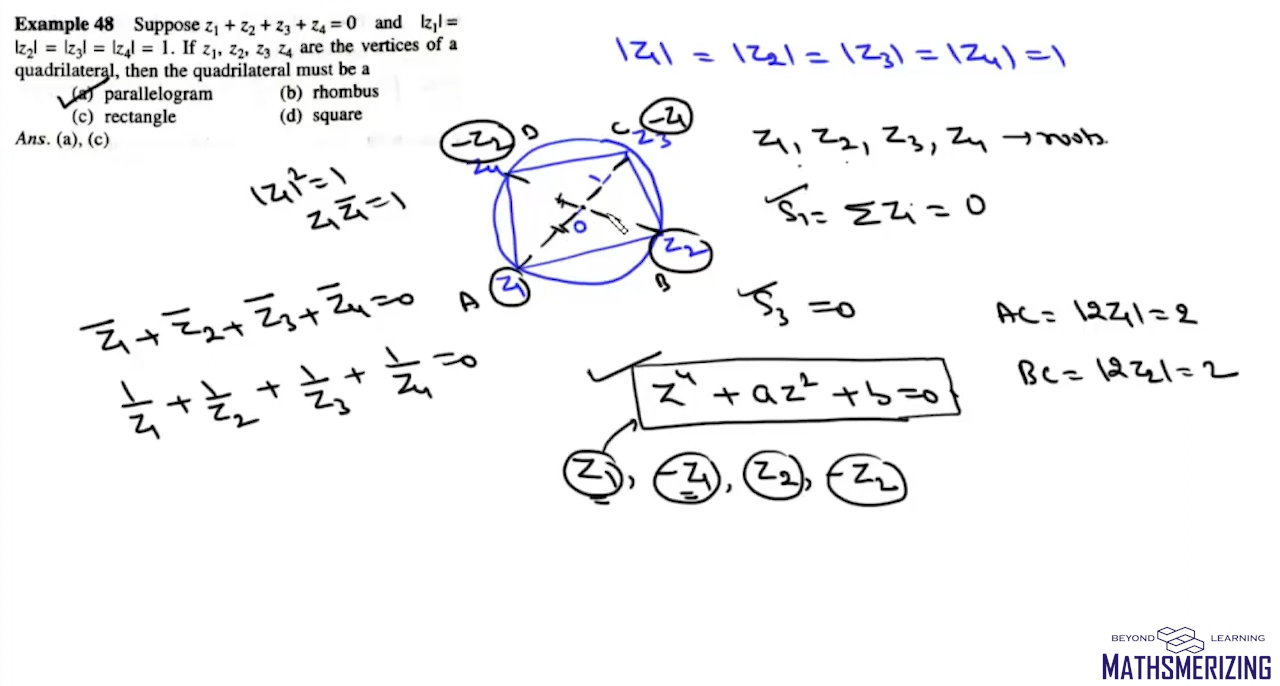 Example 48 Suppose z₁ + z₂ + z₃ + z₄ = 0 and |z₁| =
|z₂| = |z₃| = |z₄| = 1. If z₁, z₂, z₃ z₄ are the vertices of a
quadrilateral, then the quadrilateral must be a
(a) parallelogram (b) rhombus
(c) rectangle (d) square
Ans. (a), (c)
|z₁| = |z₂| = |z₃| = |z₄| = 1
z₁, z₂, z₃, z₄ → roots
S₁ = Σzᵢ = 0
|z₁|² = 1
z₁ z̄₁ = 1
-z₂ D C -z₁
z₄ z₃
O
A z₁ B z₂
z̄₁ + z̄₂ + z̄₃ + z̄₄ = 0
1/z₁ + 1/z₂ + 1/z₃ + 1/z₄ = 0
S₃ = 0
AC = |2z₁| = 2
BC = |2z₂| = 2
z⁴ + az² + b = 0
z₁, -z₁, z₂, -z₂
BEYOND LEARNING
MATHSMERIZING